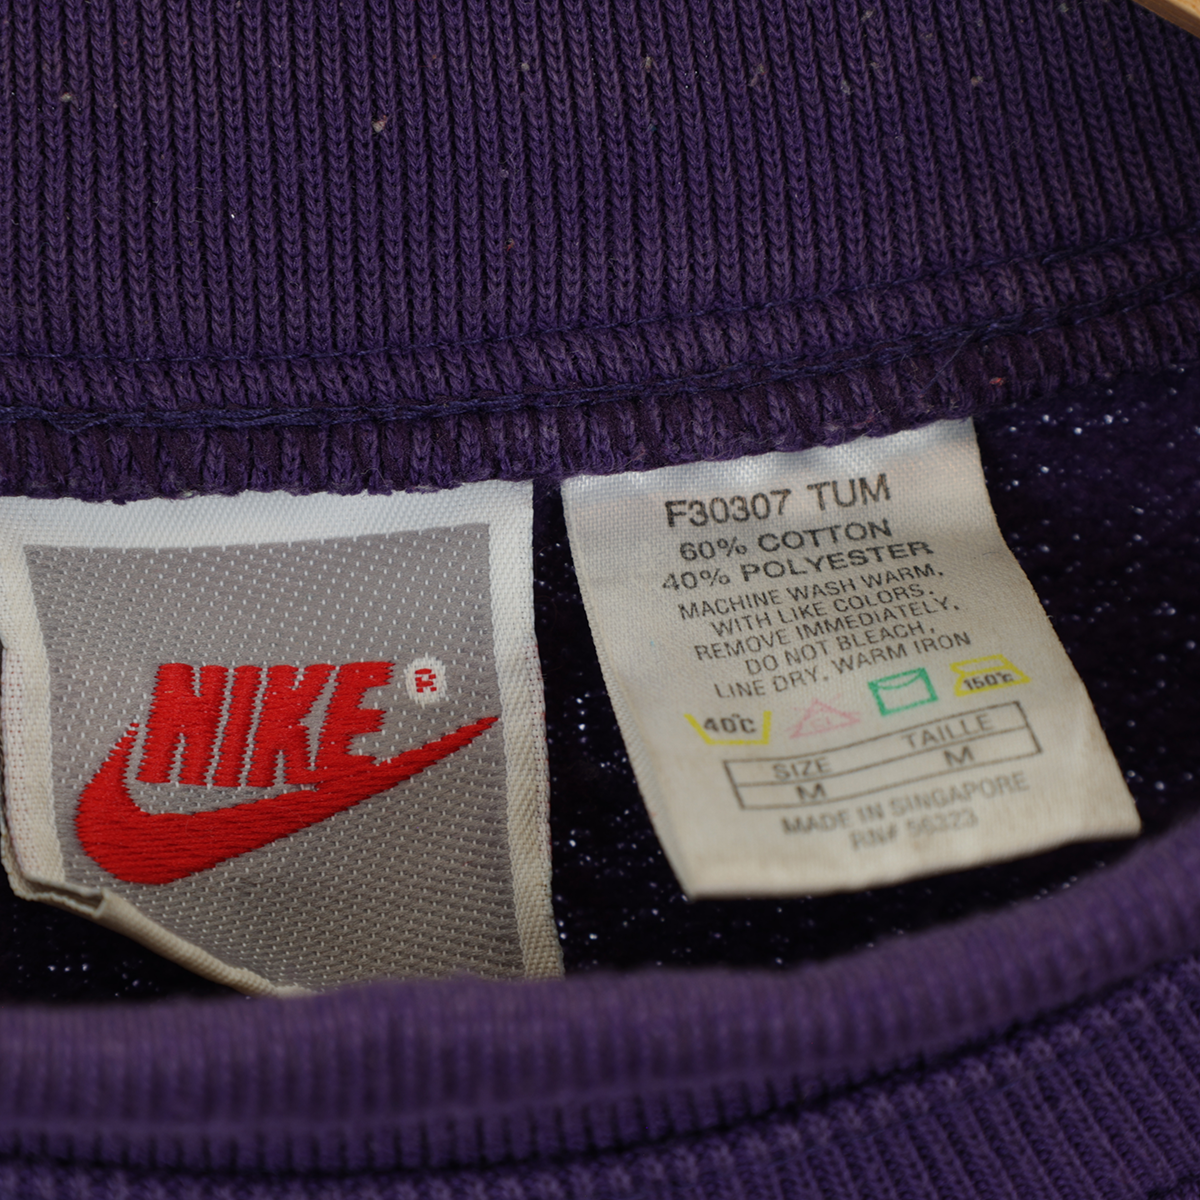 NIKE ®
F30307 TUM
60% COTTON
40% POLYESTER
MACHINE WASH WARM.
WITH LIKE COLORS.
REMOVE IMMEDIATELY.
DO NOT BLEACH.
LINE DRY. WARM IRON
40°C CL 150°C
SIZE TAILLE
M M
MADE IN SINGAPORE
RN# 56323